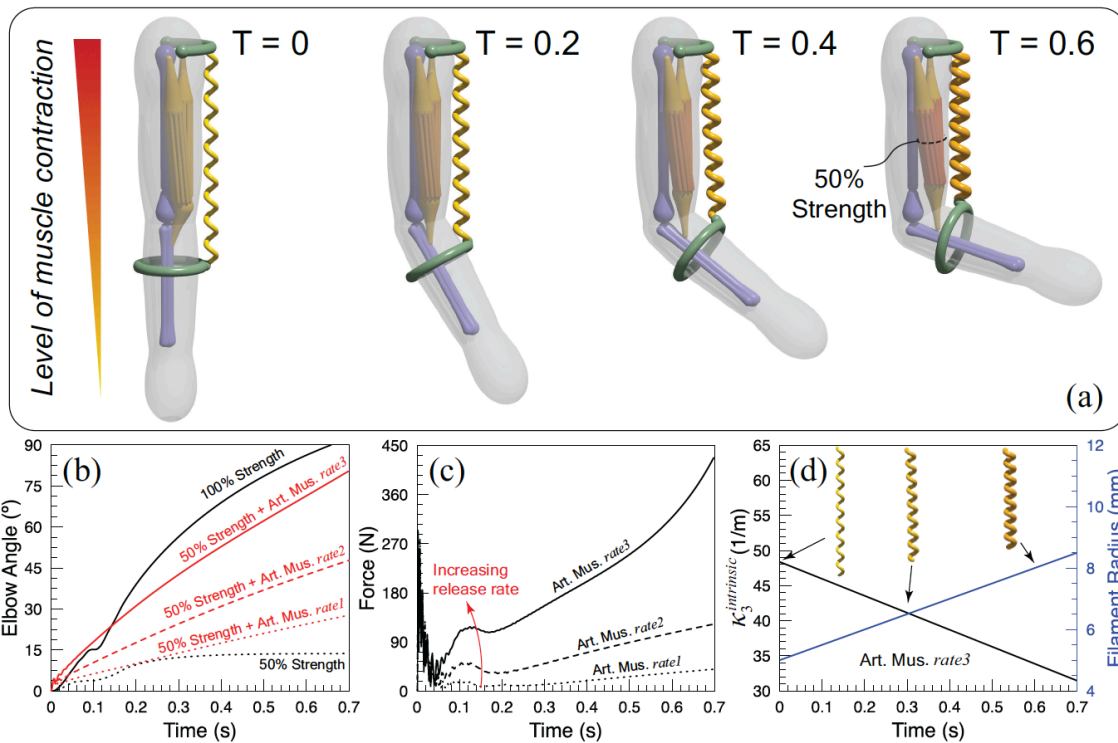 T = 0
T = 0.2
T = 0.4
T = 0.6
Level of muscle contraction
50%
Strength
(a)
(b)
90
75
60
45
30
15
0
Elbow Angle (º)
100% Strength
50% Strength + Art. Mus. rate3
50% Strength + Art. Mus. rate2
50% Strength + Art. Mus. rate1
50% Strength
0 0.1 0.2 0.3 0.4 0.5 0.6 0.7
Time (s)
(c)
450
360
270
180
90
0
Force (N)
Increasing
release rate
Art. Mus. rate3
Art. Mus. rate2
Art. Mus. rate1
0 0.1 0.2 0.3 0.4 0.5 0.6 0.7
Time (s)
(d)
65
60
55
50
45
40
35
30
κ₃^intrinsic (1/m)
12
10
8
6
4
Filament Radius (mm)
Art. Mus. rate3
0 0.1 0.2 0.3 0.4 0.5 0.6 0.7
Time (s)